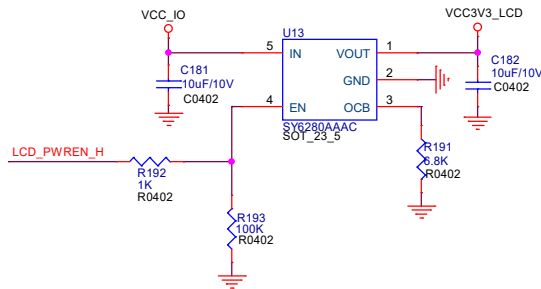 VCC_IO
VCC3V3_LCD
U13
5
IN
VOUT
1
C181
10uF/10V
C0402
GND
2
C182
10uF/10V
C0402
4
EN
OCB
3
SY6280AAAC
SOT_23_5
LCD_PWREN_H
R192
1K
R0402
R191
6.8K
R0402
R193
100K
R0402